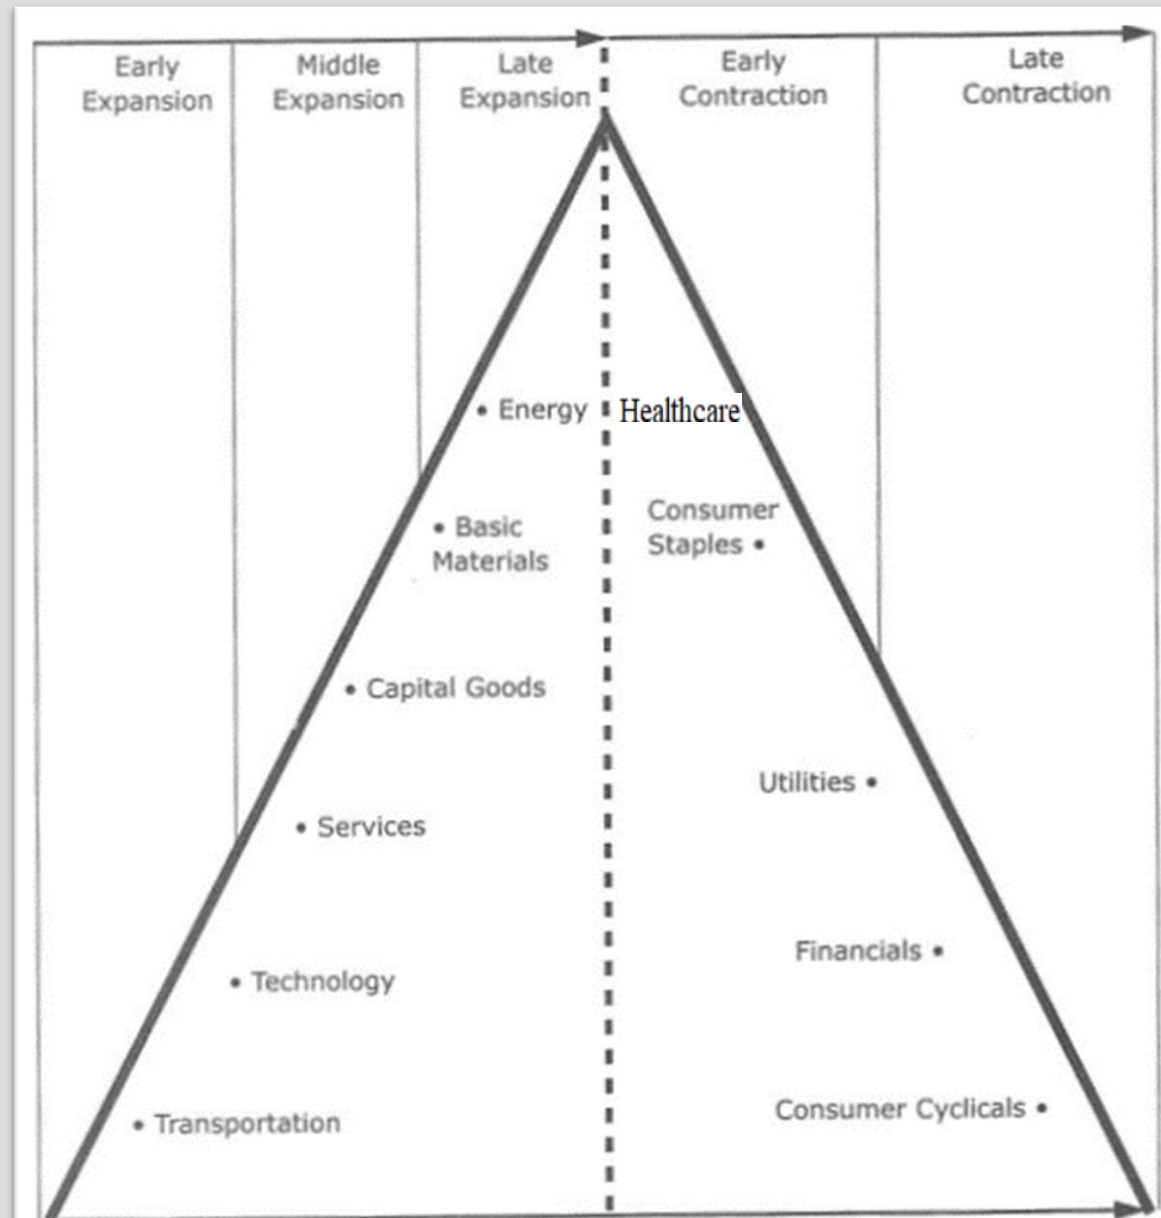 Early
Expansion
Middle
Expansion
Late
Expansion
Early
Contraction
Late
Contraction
• Energy
Healthcare
• Basic
Materials
Consumer
Staples •
• Capital Goods
Utilities •
• Services
Financials •
• Technology
Consumer Cyclicals •
• Transportation